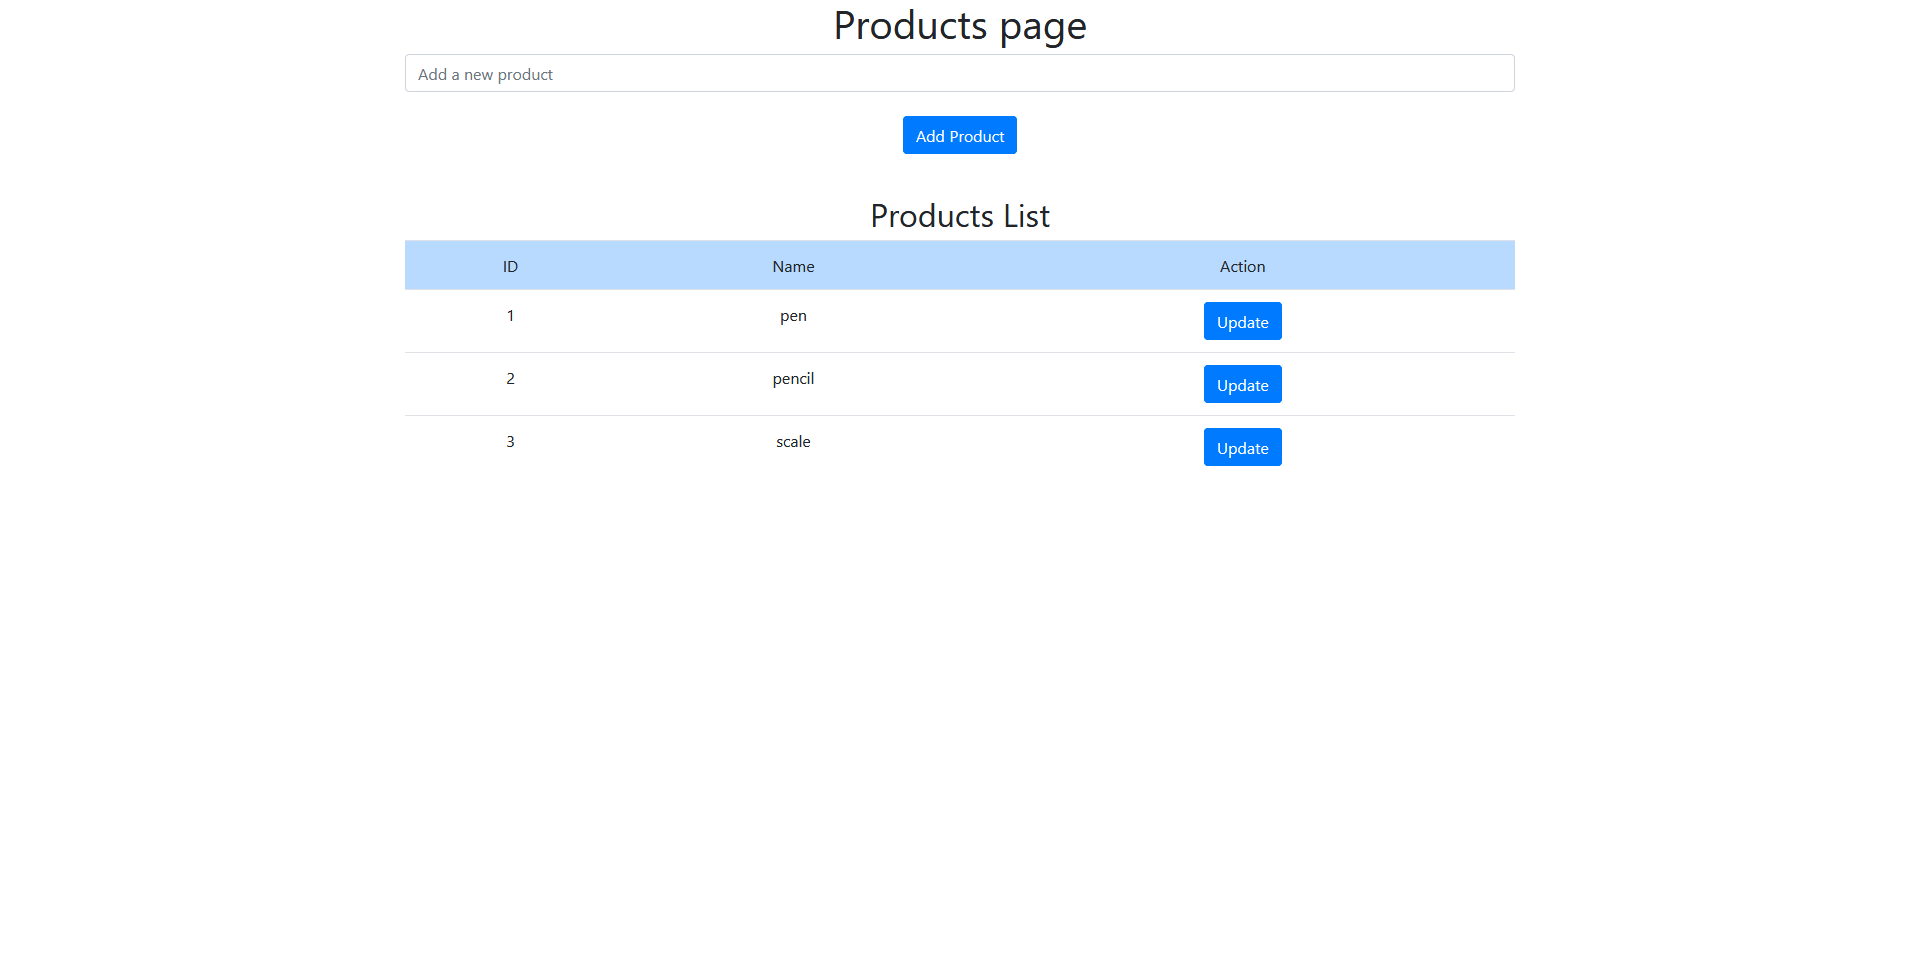 Products page
Add a new product
Add Product
Products List
ID Name Action
1 pen Update
2 pencil Update
3 scale Update